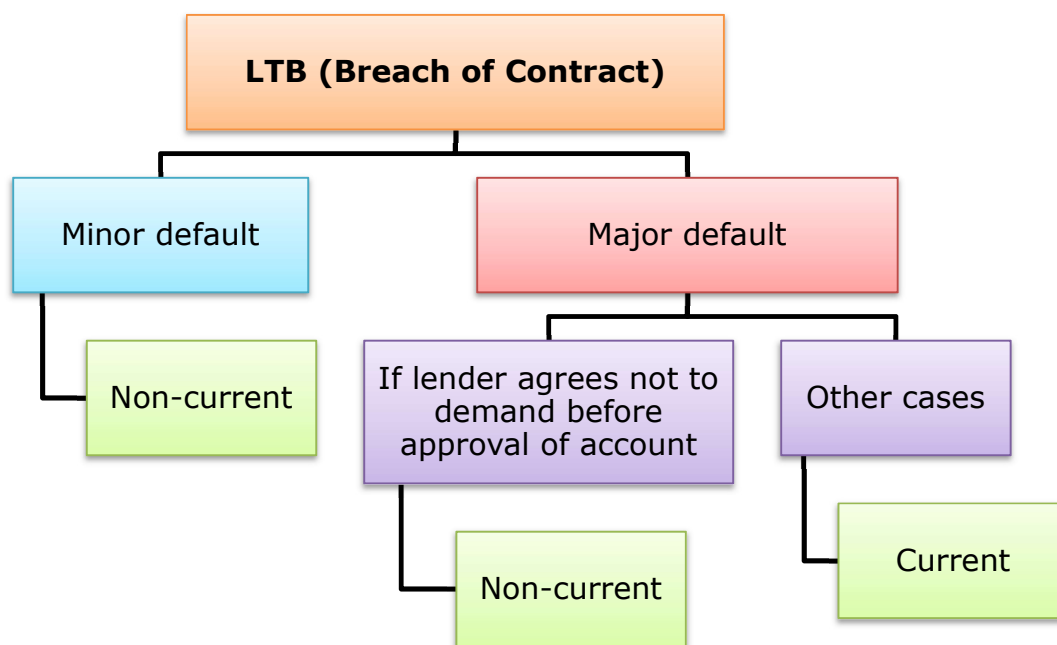 LTB (Breach of Contract)
Minor default
Major default
Non-current
If lender agrees not to
demand before
approval of account
Other cases
Non-current
Current